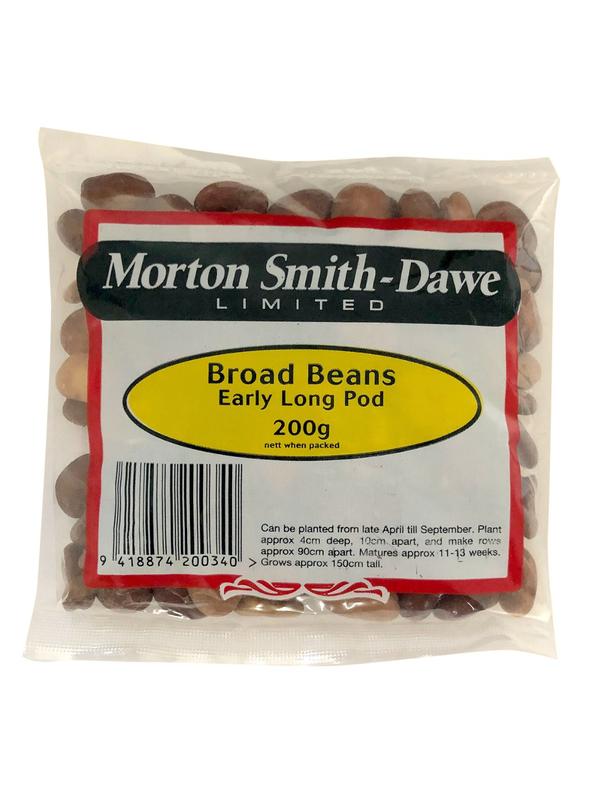 Morton Smith-Dawe
LIMITED
Broad Beans
Early Long Pod
200g
nett when packed
Can be planted from late April till September. Plant
approx 4cm deep, 10cm apart, and make rows
approx 90cm apart. Matures approx 11-13 weeks.
Grows approx 150cm tall.
9 418874 200340 >